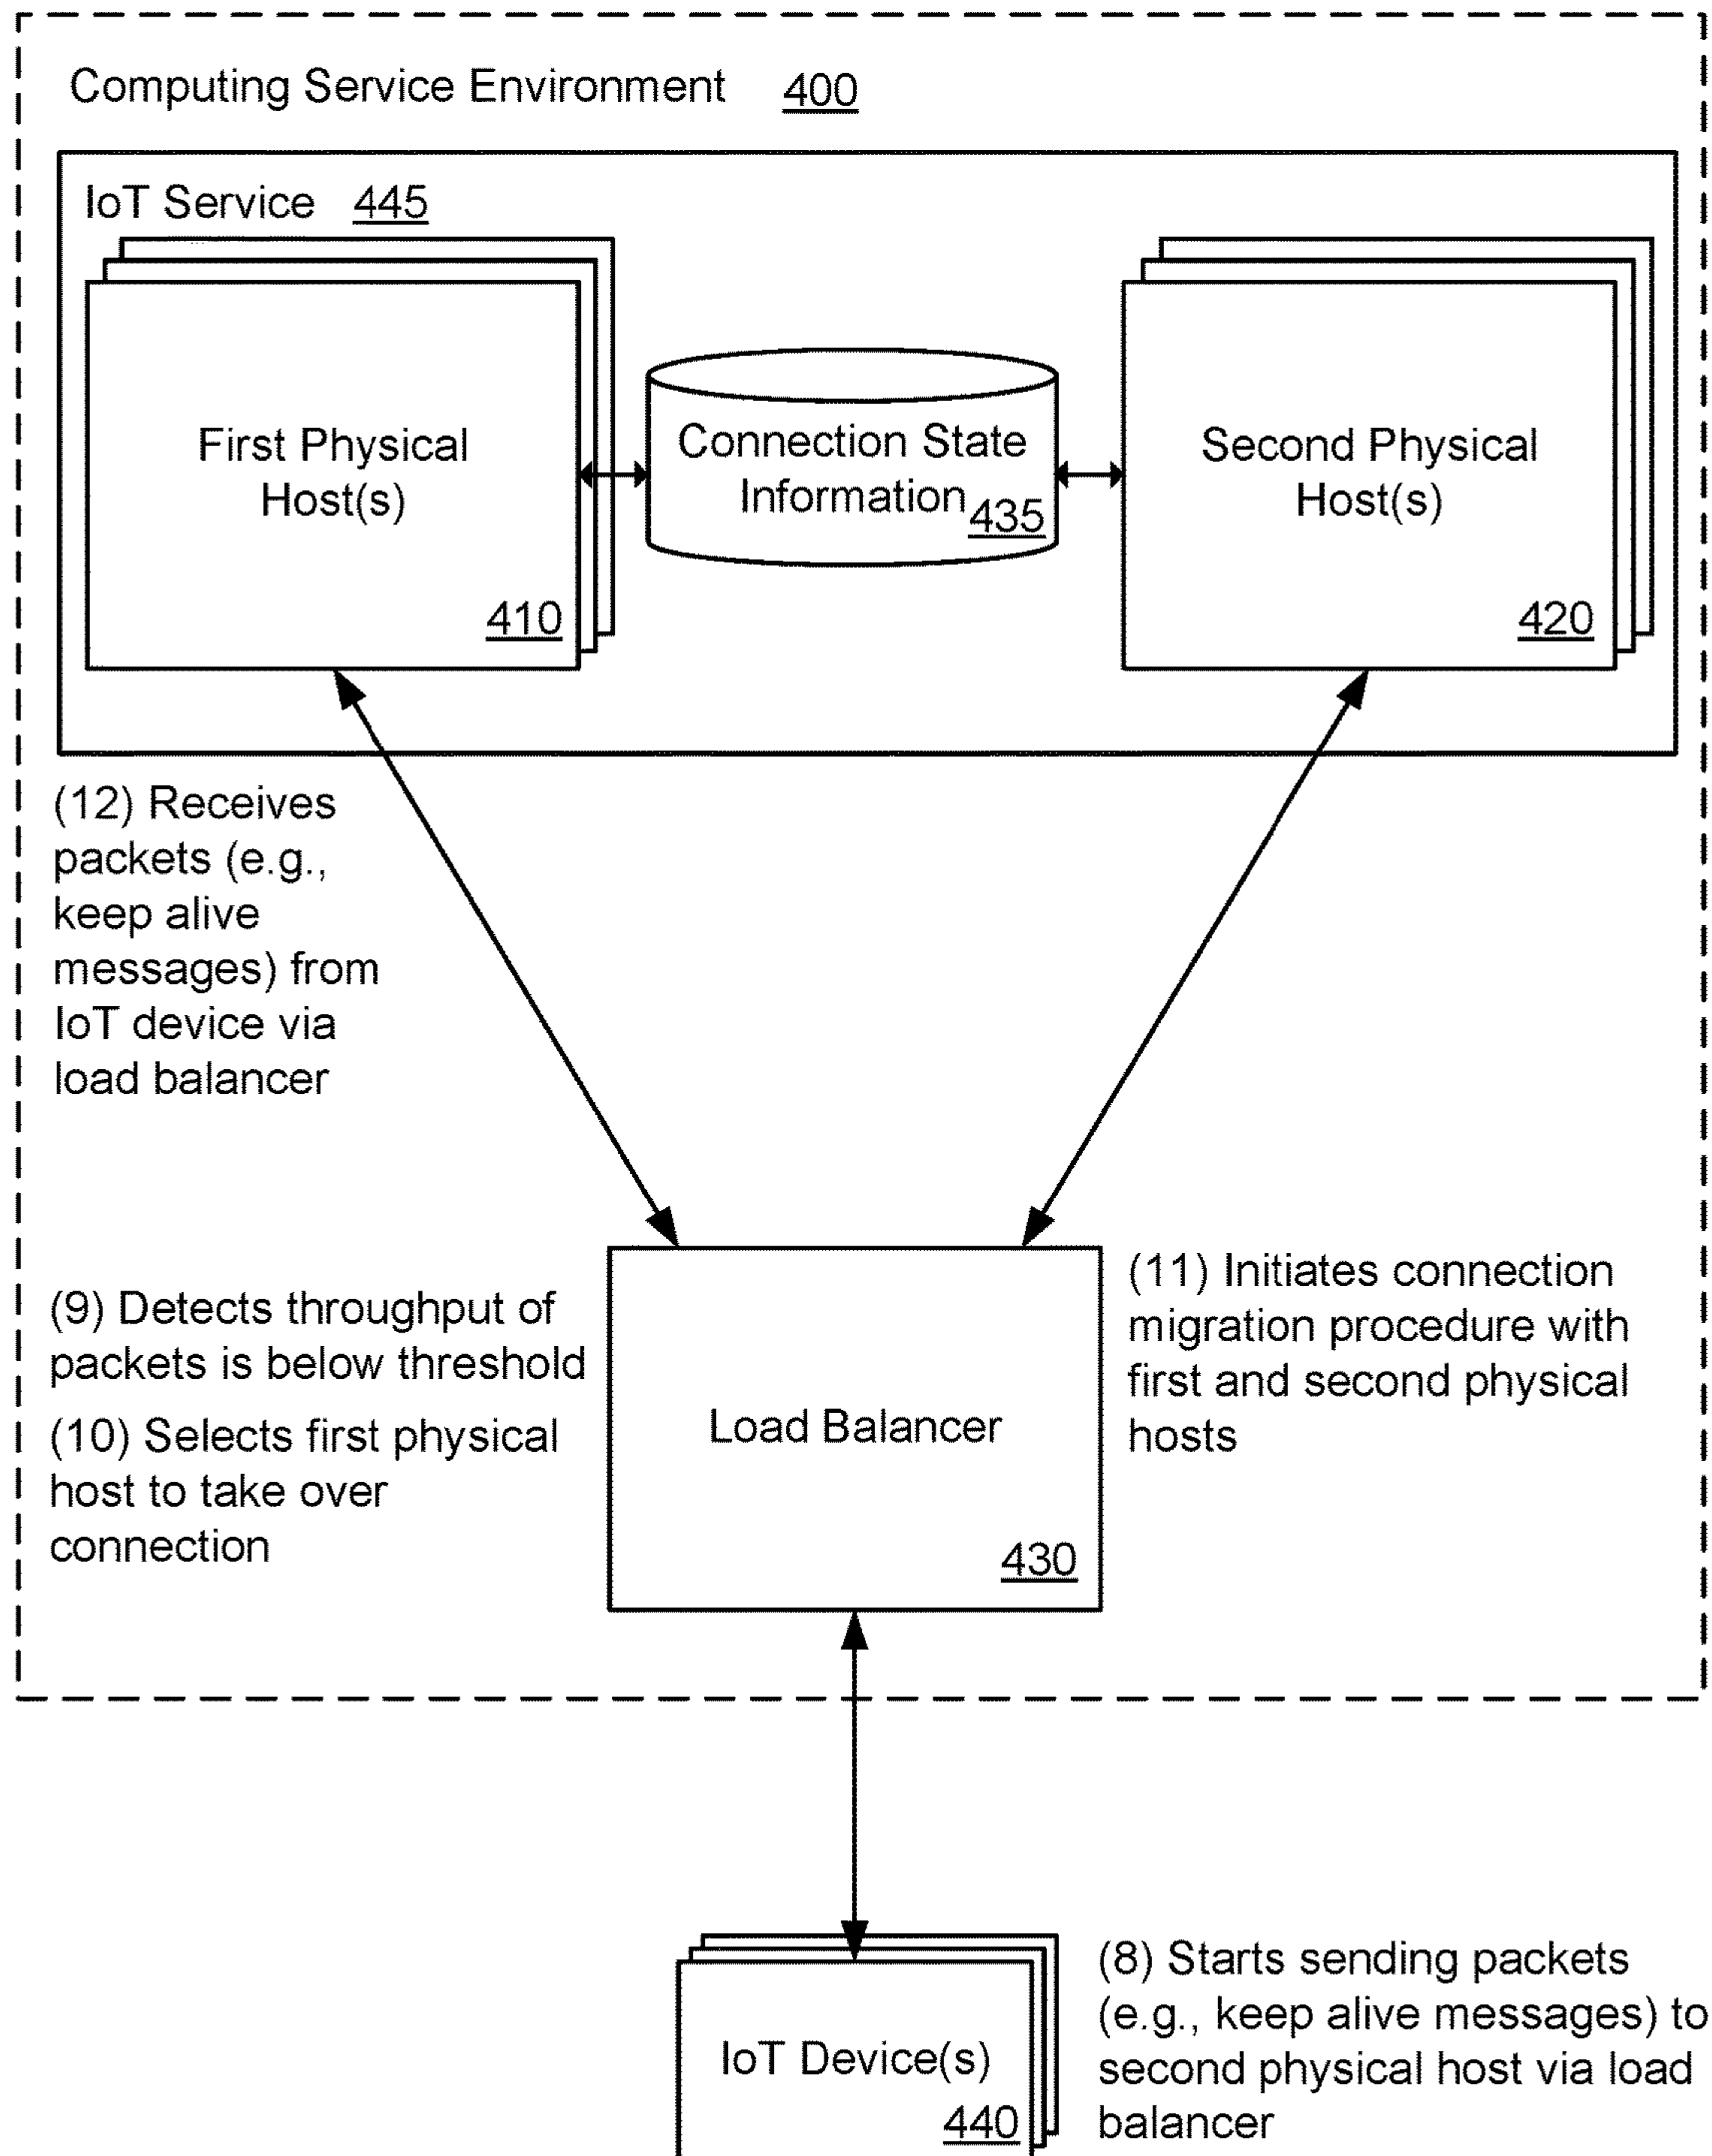 Computing Service Environment 400
IoT Service 445
First Physical
Host(s)
410
Connection State
Information
435
Second Physical
Host(s)
420
(12) Receives
packets (e.g.,
keep alive
messages) from
IoT device via
load balancer
(9) Detects throughput of
packets is below threshold
(10) Selects first physical
host to take over
connection
Load Balancer
430
(11) Initiates connection
migration procedure with
first and second physical
hosts
IoT Device(s)
440
(8) Starts sending packets
(e.g., keep alive messages) to
second physical host via load
balancer